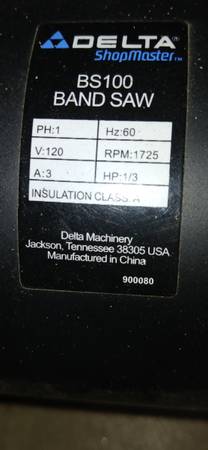 DELTA
ShopMaster™
BS100
BAND SAW
PH:1 Hz:60
V:120 RPM:1725
A:3 HP:1/3
INSULATION CLASS: A
Delta Machinery
Jackson, Tennessee 38305 USA
Manufactured in China
900080